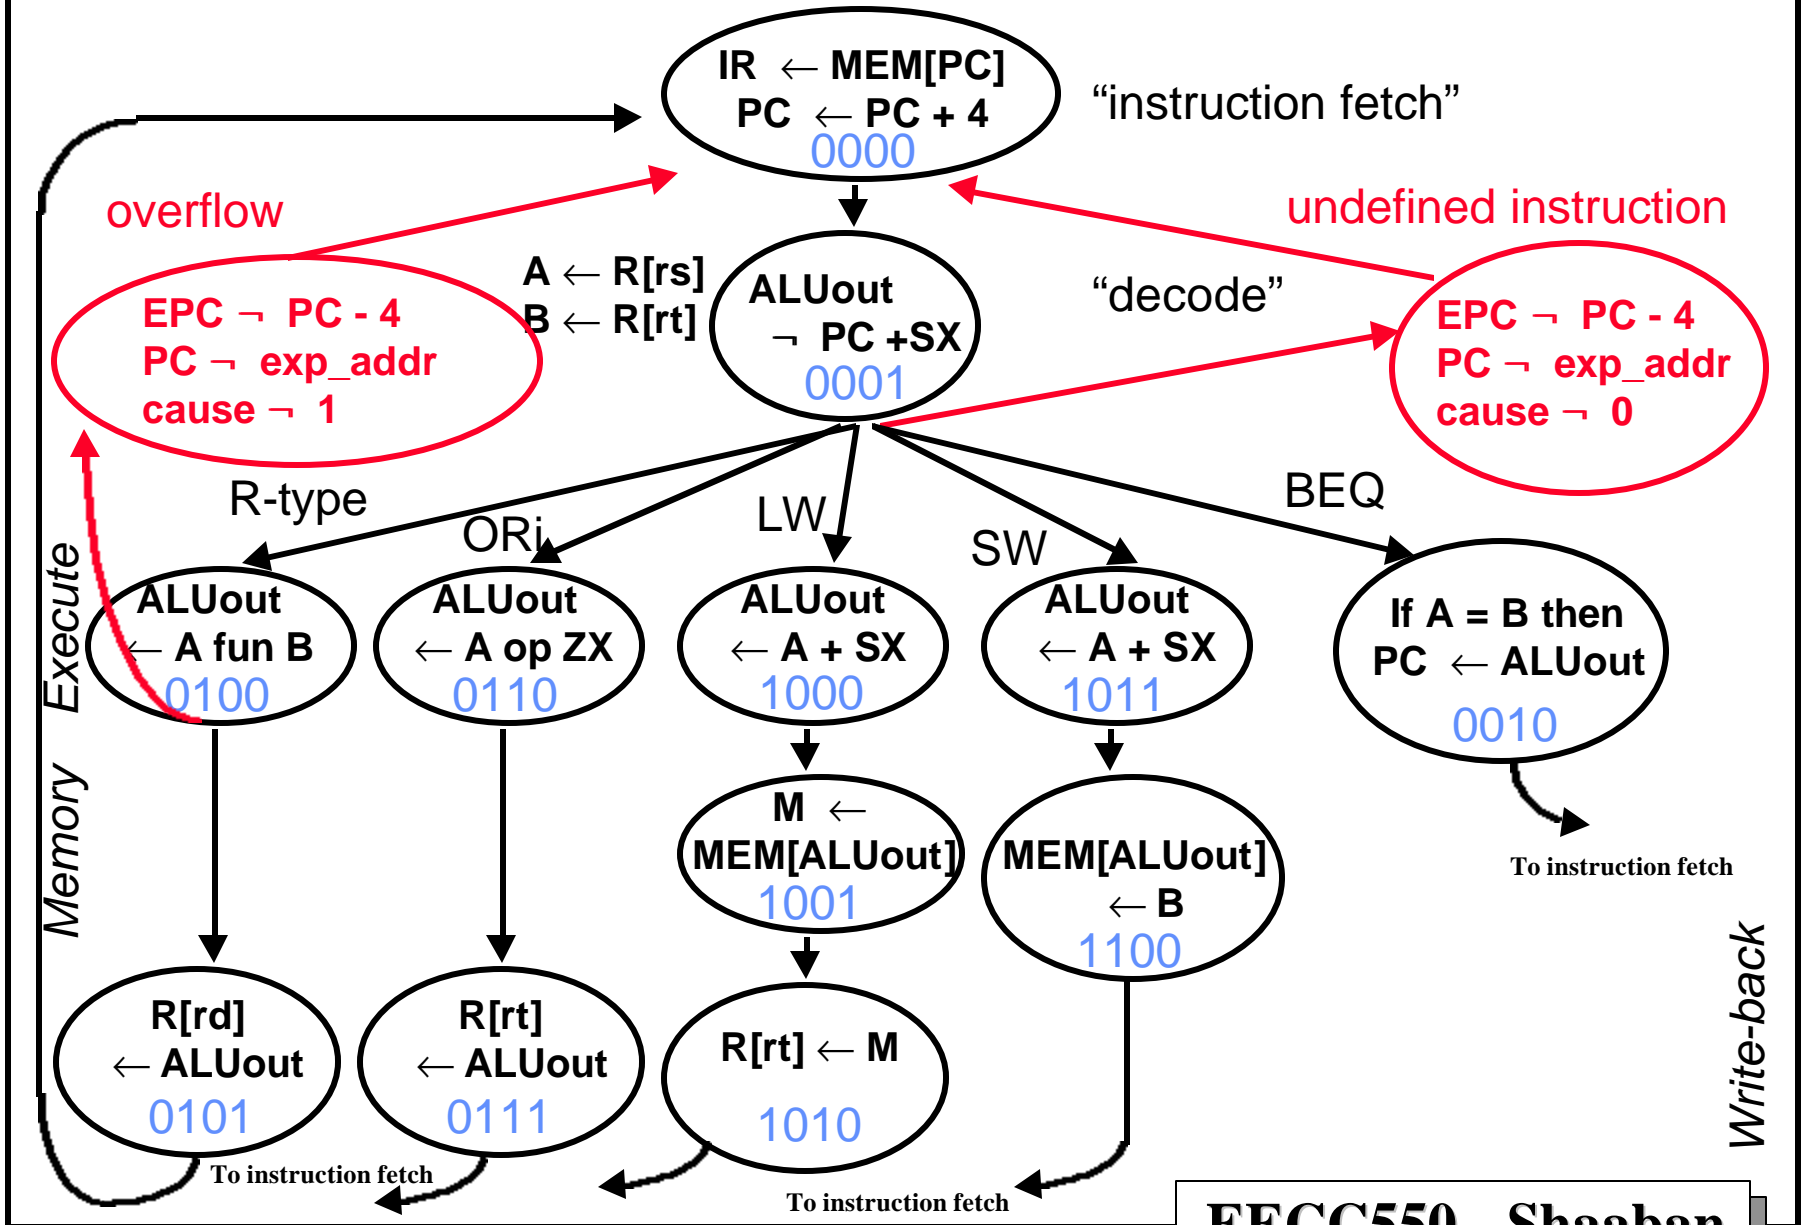 IR ← MEM[PC]
PC ← PC + 4
0000
“instruction fetch”
overflow
undefined instruction
EPC ¬ PC - 4
PC ¬ exp_addr
cause ¬ 1
A ← R[rs]
B ← R[rt]
ALUout
¬ PC +SX
0001
“decode”
EPC ¬ PC - 4
PC ¬ exp_addr
cause ¬ 0
R-type
ORi
LW
SW
BEQ
Execute
ALUout
← A fun B
0100
ALUout
← A op ZX
0110
ALUout
← A + SX
1000
ALUout
← A + SX
1011
If A = B then
PC ← ALUout
0010
To instruction fetch
Memory
M ←
MEM[ALUout]
1001
MEM[ALUout]
← B
1100
Write-back
R[rd]
← ALUout
0101
R[rt]
← ALUout
0111
R[rt] ← M
1010
To instruction fetch
To instruction fetch
EECC550 Shaaban